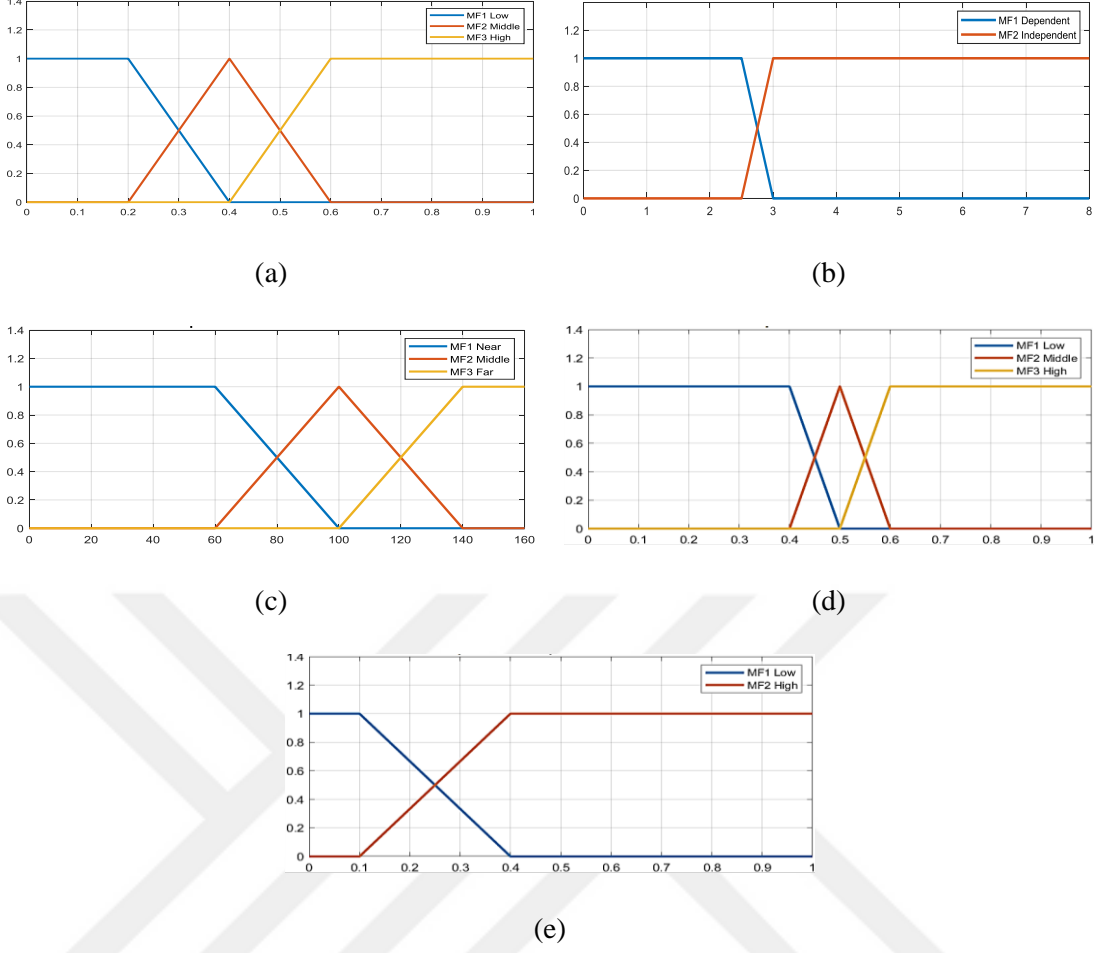 1.4
1.2
1
0.8
0.6
0.4
0.2
0
0 0.1 0.2 0.3 0.4 0.5 0.6 0.7 0.8 0.9 1
MF1 Low
MF2 Middle
MF3 High
(a)
1.2
1
0.8
0.6
0.4
0.2
0
0 1 2 3 4 5 6 7 8
MF1 Dependent
MF2 Independent
(b)
1.4
1.2
1
0.8
0.6
0.4
0.2
0
0 20 40 60 80 100 120 140 160
MF1 Near
MF2 Middle
MF3 Far
(c)
1.4
1.2
1
0.8
0.6
0.4
0.2
0
0 0.1 0.2 0.3 0.4 0.5 0.6 0.7 0.8 0.9 1
MF1 Low
MF2 Middle
MF3 High
(d)
1.4
1.2
1
0.8
0.6
0.4
0.2
0
0 0.1 0.2 0.3 0.4 0.5 0.6 0.7 0.8 0.9 1
MF1 Low
MF2 High
(e)